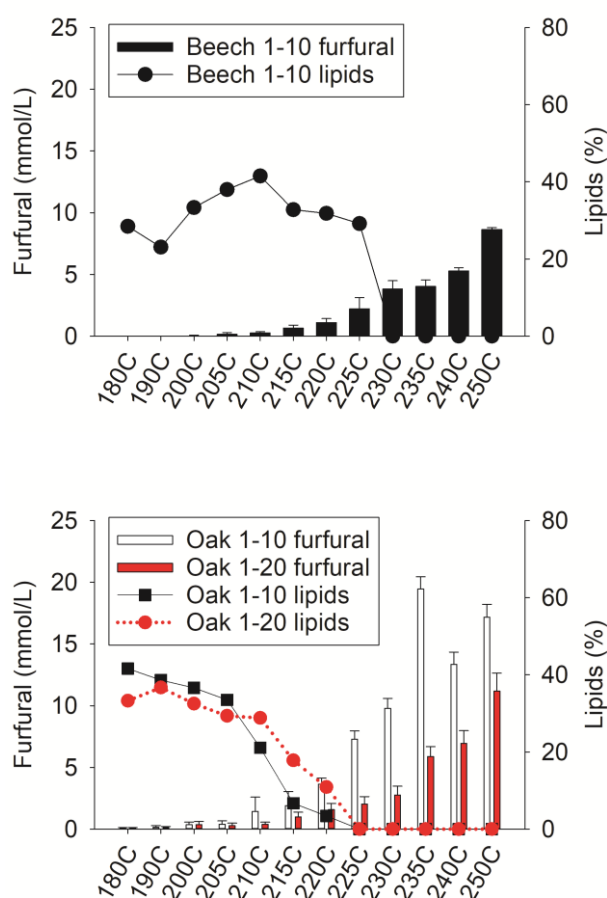 25
20
15
10
5
0
Furfural (mmol/L)
Beech 1-10 furfural
Beech 1-10 lipids
80
60
40
20
0
Lipids (%)
180C
190C
200C
205C
210C
215C
220C
225C
230C
235C
240C
250C
25
20
15
10
5
0
Furfural (mmol/L)
Oak 1-10 furfural
Oak 1-20 furfural
Oak 1-10 lipids
Oak 1-20 lipids
80
60
40
20
0
Lipids (%)
180C
190C
200C
205C
210C
215C
220C
225C
230C
235C
240C
250C